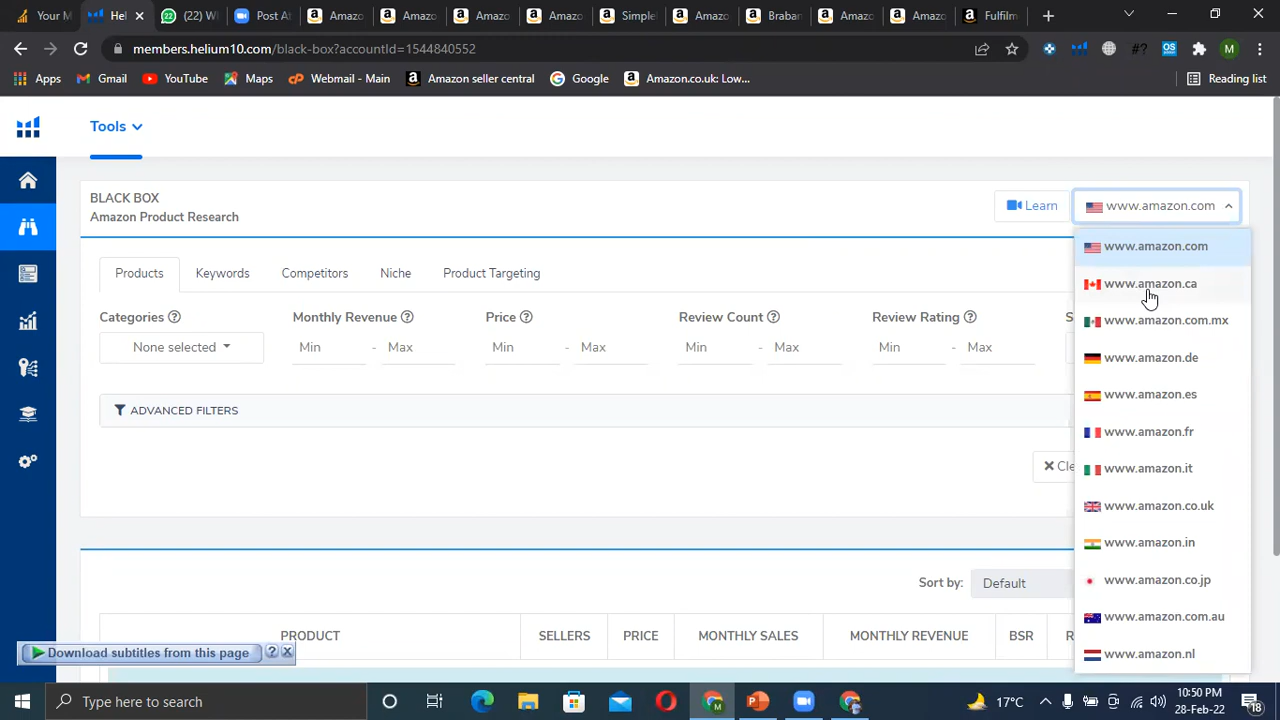 Your M
Hel
(22) W
Post A
Amazo
Amazo
Amazo
Amazo
Simple
Amazo
Braba
Amazo
Amazo
Fulfilm
members.helium10.com/black-box?accountId=1544840552
Apps
Gmail
YouTube
Maps
Webmail - Main
Amazon seller central
Google
Amazon.co.uk: Low...
Reading list
Tools
BLACK BOX
Amazon Product Research
Learn
www.amazon.com
www.amazon.com
www.amazon.ca
www.amazon.com.mx
www.amazon.de
www.amazon.es
www.amazon.fr
www.amazon.it
www.amazon.co.uk
www.amazon.in
www.amazon.co.jp
www.amazon.com.au
www.amazon.nl
Products Keywords Competitors Niche Product Targeting
Categories Monthly Revenue Price Review Count Review Rating S
None selected Min - Max Min - Max Min - Max Min - Max
ADVANCED FILTERS
Cle
Sort by: Default
PRODUCT SELLERS PRICE MONTHLY SALES MONTHLY REVENUE BSR R
Download subtitles from this page
Type here to search
17°C
10:50 PM
28-Feb-22
18